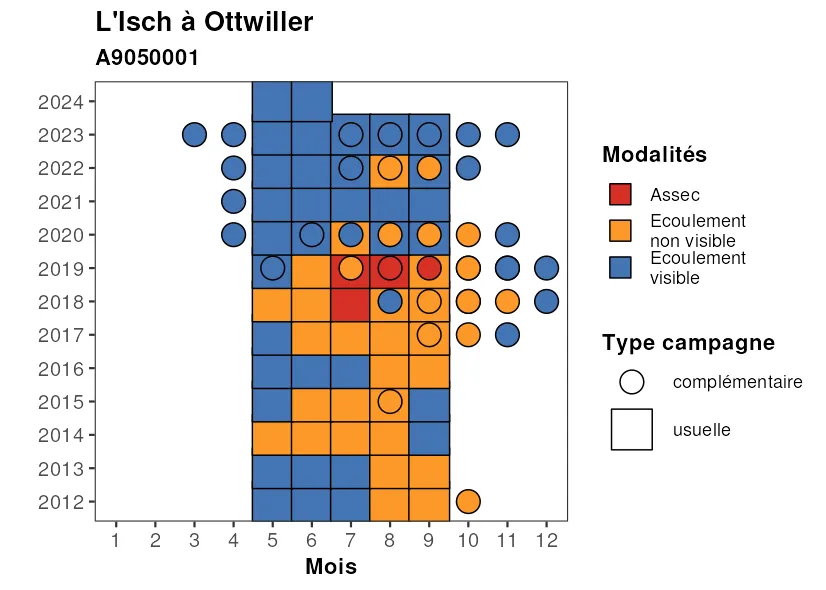 L'Isch à Ottwiller
A9050001
2024
2023
2022
2021
2020
2019
2018
2017
2016
2015
2014
2013
2012
1 2 3 4 5 6 7 8 9 10 11 12
Mois
Modalités
Assec
Ecoulement
non visible
Ecoulement
visible
Type campagne
complémentaire
usuelle